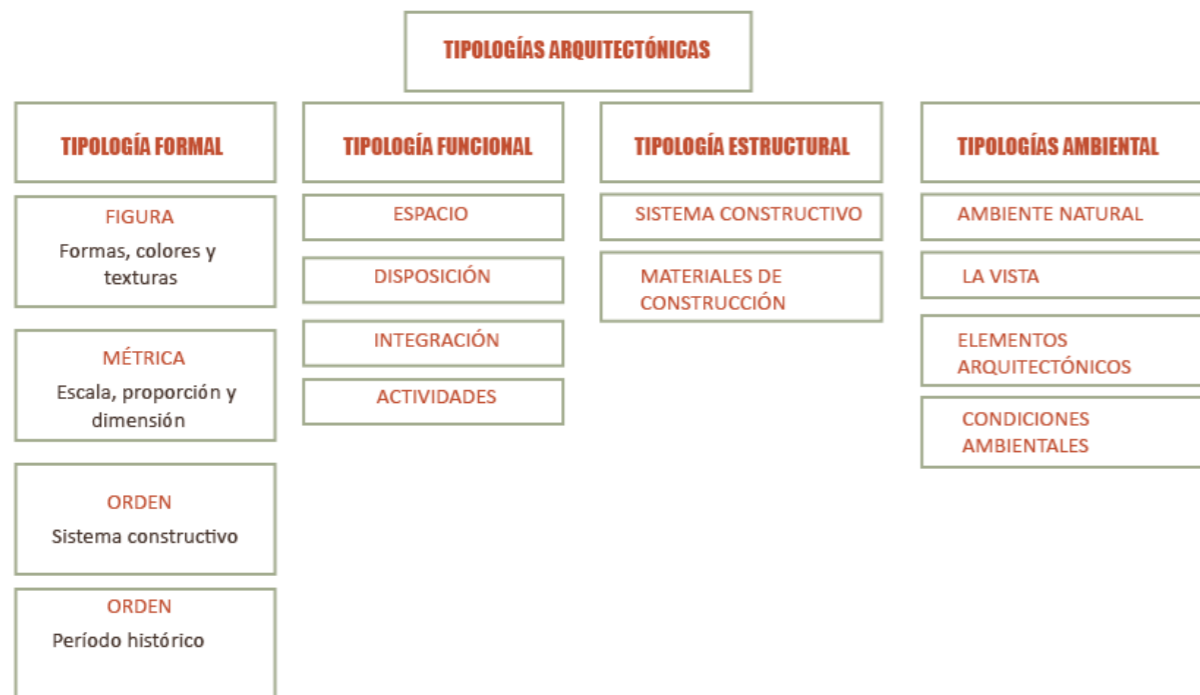 TIPOLOGÍAS ARQUITECTÓNICAS
TIPOLOGÍA FORMAL
FIGURA
Formas, colores y
texturas
MÉTRICA
Escala, proporción y
dimensión
ORDEN
Sistema constructivo
ORDEN
Período histórico
TIPOLOGÍA FUNCIONAL
ESPACIO
DISPOSICIÓN
INTEGRACIÓN
ACTIVIDADES
TIPOLOGÍA ESTRUCTURAL
SISTEMA CONSTRUCTIVO
MATERIALES DE
CONSTRUCCIÓN
TIPOLOGÍAS AMBIENTAL
AMBIENTE NATURAL
LA VISTA
ELEMENTOS
ARQUITECTÓNICOS
CONDICIONES
AMBIENTALES